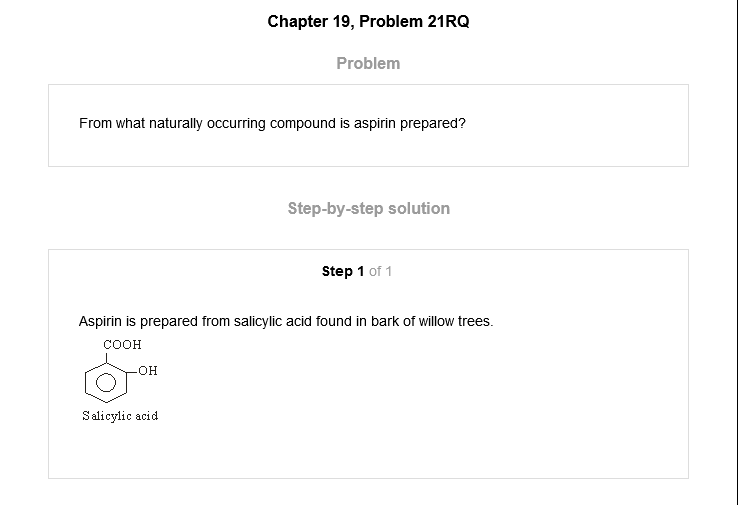 Chapter 19, Problem 21RQ
Problem
From what naturally occurring compound is aspirin prepared?
Step-by-step solution
Step 1 of 1
Aspirin is prepared from salicylic acid found in bark of willow trees.
COOH
OH
Salicylic acid